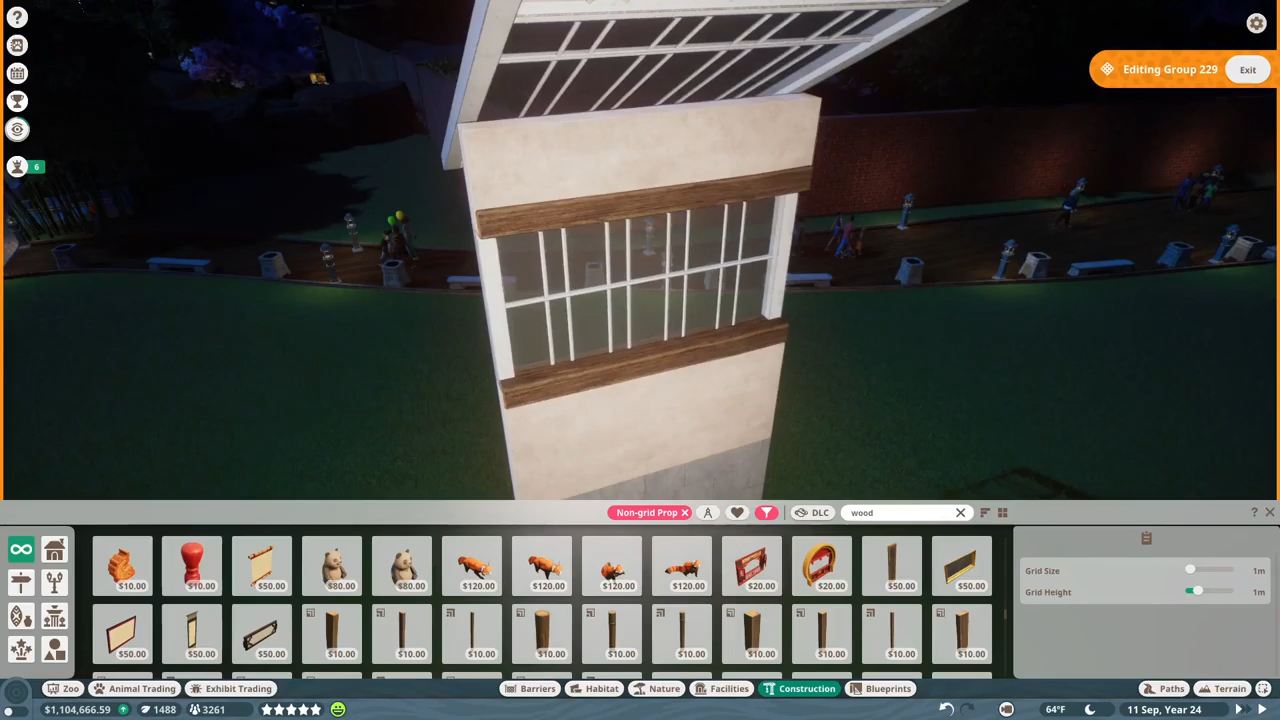 ?
Editing Group 229
Exit
6
Non-grid Prop
DLC
wood
?
$10.00
$10.00
$50.00
$80.00
$80.00
$120.00
$120.00
$120.00
$120.00
$20.00
$20.00
$50.00
$50.00
Grid Size
1m
Grid Height
1m
$50.00
$50.00
$50.00
$10.00
$10.00
$10.00
$10.00
$10.00
$10.00
$10.00
$10.00
$10.00
$10.00
Zoo
Animal Trading
Exhibit Trading
Barriers
Habitat
Nature
Facilities
Construction
Blueprints
Paths
Terrain
$1,104,666.59
1488
3261
64°F
11 Sep, Year 24